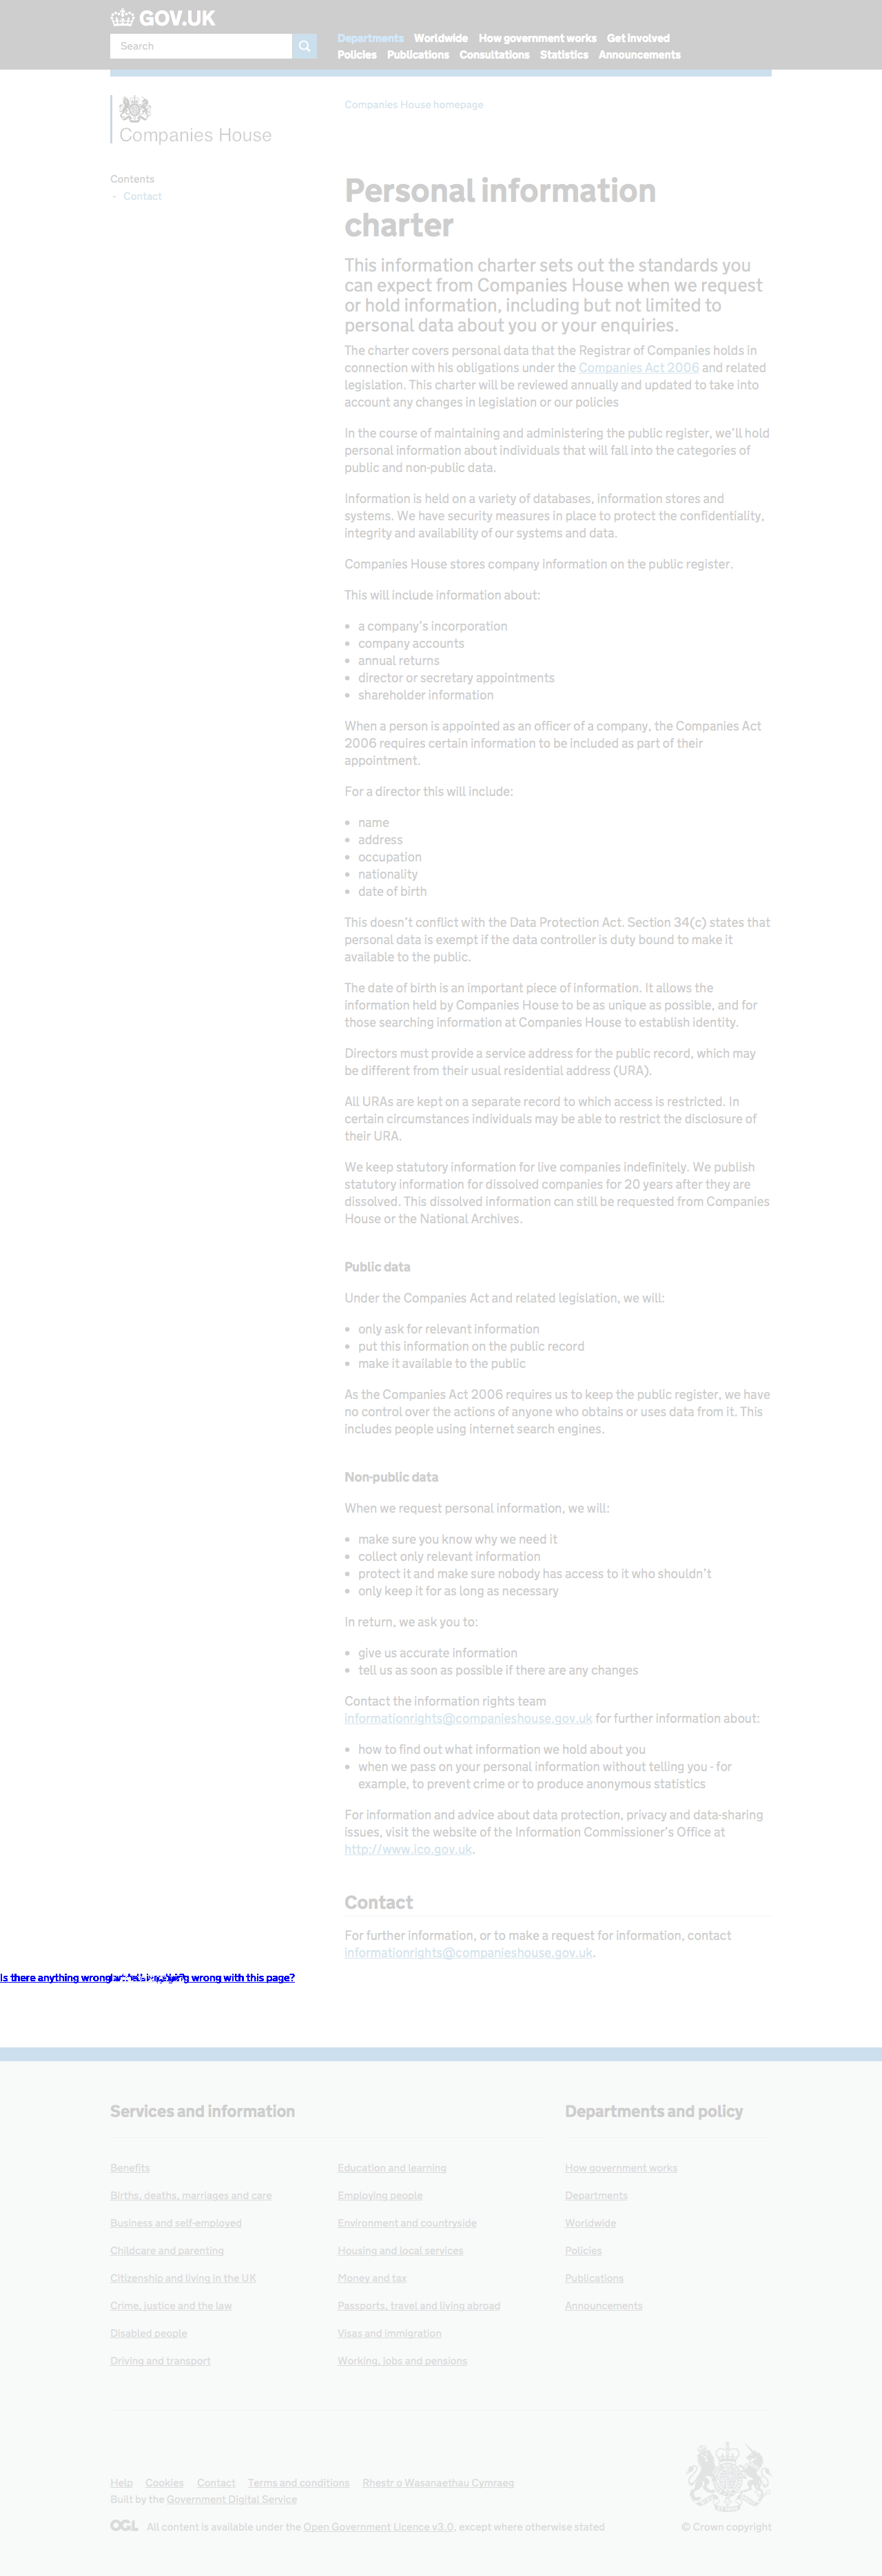 GOV.UK
Search
Departments Worldwide How government works Get involved
Policies Publications Consultations Statistics Announcements
Companies House
Companies House homepage
Contents
- Contact
Personal information
charter
This information charter sets out the standards you
can expect from Companies House when we request
or hold information, including but not limited to
personal data about you or your enquiries.
The charter covers personal data that the Registrar of Companies holds in
connection with his obligations under the Companies Act 2006 and related
legislation. This charter will be reviewed annually and updated to take into
account any changes in legislation or our policies
In the course of maintaining and administering the public register, we'll hold
personal information about individuals that will fall into the categories of
public and non-public data.
Information is held on a variety of databases, information stores and
systems. We have security measures in place to protect the confidentiality,
integrity and availability of our systems and data.
Companies House stores company information on the public register.
This will include information about:
• a company's incorporation
• company accounts
• annual returns
• director or secretary appointments
• shareholder information
When a person is appointed as an officer of a company, the Companies Act
2006 requires certain information to be included as part of their
appointment.
For a director this will include:
• name
• address
• occupation
• nationality
• date of birth
This doesn't conflict with the Data Protection Act. Section 34(c) states that
personal data is exempt if the data controller is duty bound to make it
available to the public.
The date of birth is an important piece of information. It allows the
information held by Companies House to be as unique as possible, and for
those searching information at Companies House to establish identity.
Directors must provide a service address for the public record, which may
be different from their usual residential address (URA).
All URAs are kept on a separate record to which access is restricted. In
certain circumstances individuals may be able to restrict the disclosure of
their URA.
We keep statutory information for live companies indefinitely. We publish
statutory information for dissolved companies for 20 years after they are
dissolved. This dissolved information can still be requested from Companies
House or the National Archives.
Public data
Under the Companies Act and related legislation, we will:
• only ask for relevant information
• put this information on the public record
• make it available to the public
As the Companies Act 2006 requires us to keep the public register, we have
no control over the actions of anyone who obtains or uses data from it. This
includes people using internet search engines.
Non-public data
When we request personal information, we will:
• make sure you know why we need it
• collect only relevant information
• protect it and make sure nobody has access to it who shouldn't
• only keep it for as long as necessary
In return, we ask you to:
• give us accurate information
• tell us as soon as possible if there are any changes
Contact the information rights team
informationrights@companieshouse.gov.uk for further information about:
• how to find out what information we hold about you
• when we pass on your personal information without telling you - for
example, to prevent crime or to produce anonymous statistics
For information and advice about data protection, privacy and data-sharing
issues, visit the website of the Information Commissioner's Office at
http://www.ico.gov.uk.
Contact
For further information, or to make a request for information, contact
informationrights@companieshouse.gov.uk.
Is there anything wrong wrong with this page?
Services and information Departments and policy
Benefits Education and learning How government works
Births, deaths, marriages and care Employing people Departments
Business and self-employed Environment and countryside Worldwide
Childcare and parenting Housing and local services Policies
Citizenship and living in the UK Money and tax Publications
Crime, justice and the law Passports, travel and living abroad Announcements
Disabled people Visas and immigration
Driving and transport Working, jobs and pensions
Help Cookies Contact Terms and conditions Rhestr o Wasanaethau Cymraeg
Built by the Government Digital Service
OGL All content is available under the Open Government Licence v3.0, except where otherwise stated
© Crown copyright